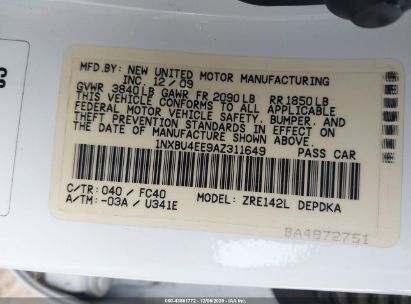 MFD.BY: NEW UNITED MOTOR MANUFACTURING
INC 12/09
GVWR 3840LB GAWR FR 2090LB RR1850LB
THIS VEHICLE CONFORMS TO ALL APPLICABLE
FEDERAL MOTOR VEHICLE SAFETY, BUMPER, AND
THEFT PREVENTION STANDARDS IN EFFECT ON
THE DATE OF MANUFACTURE SHOWN ABOVE.
1NXBU4EE9AZ311649 PASS CAR
C/TR: 040 / FC40 MODEL: ZRE142L DEPDKA
A/TM: -03A / U341E
BA4872751